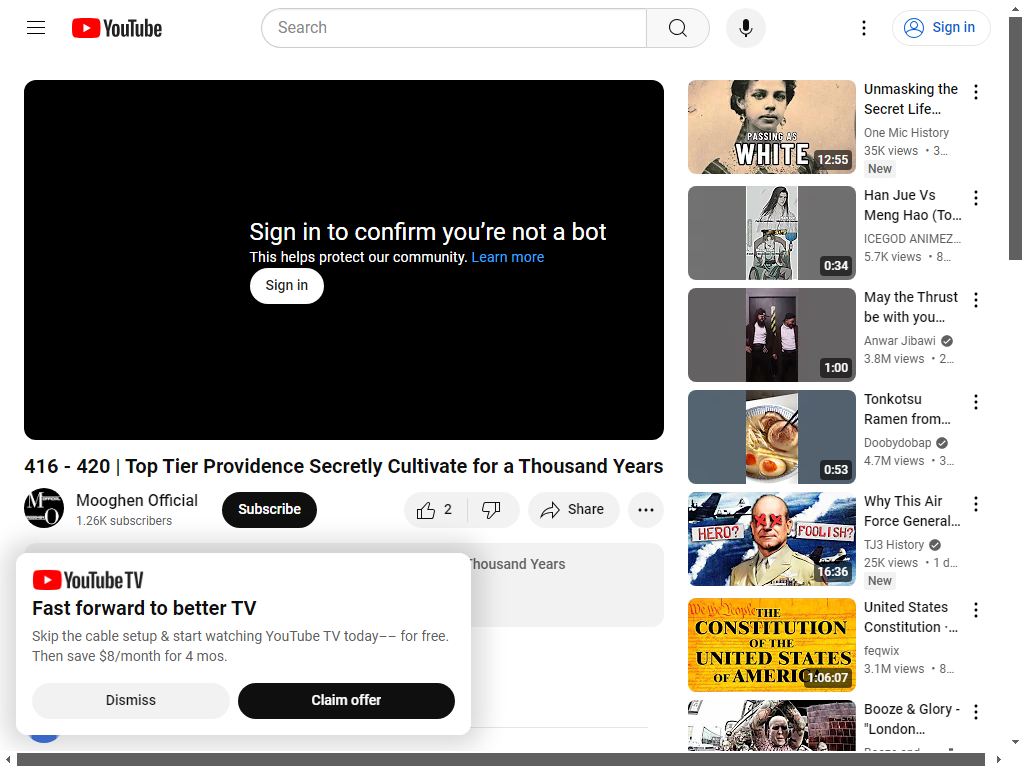 YouTube
Search
Sign in
Sign in to confirm you’re not a bot
This helps protect our community. Learn more
Sign in
416 - 420 | Top Tier Providence Secretly Cultivate for a Thousand Years
Mooghen Official
1.26K subscribers
Subscribe
2
Share
Thousand Years
YouTube TV
Fast forward to better TV
Skip the cable setup & start watching YouTube TV today–– for free.
Then save $8/month for 4 mos.
Dismiss
Claim offer
PASSING AS
WHITE
12:55
Unmasking the
Secret Life…
One Mic History
35K views • 3…
New
0:34
Han Jue Vs
Meng Hao (To…
ICEGOD ANIMEZ…
5.7K views • 8…
1:00
May the Thrust
be with you…
Anwar Jibawi
3.8M views • 2…
0:53
Tonkotsu
Ramen from…
Doobydobap
4.7M views • 3…
HERO?
FOOLISH?
16:36
Why This Air
Force General…
TJ3 History
25K views • 1 d…
New
We the People THE
CONSTITUTION
OF THE
UNITED STATES
OF AMERICA
1:06:07
United States
Constitution ·…
feqwix
3.1M views • 8…
Booze & Glory -
"London…